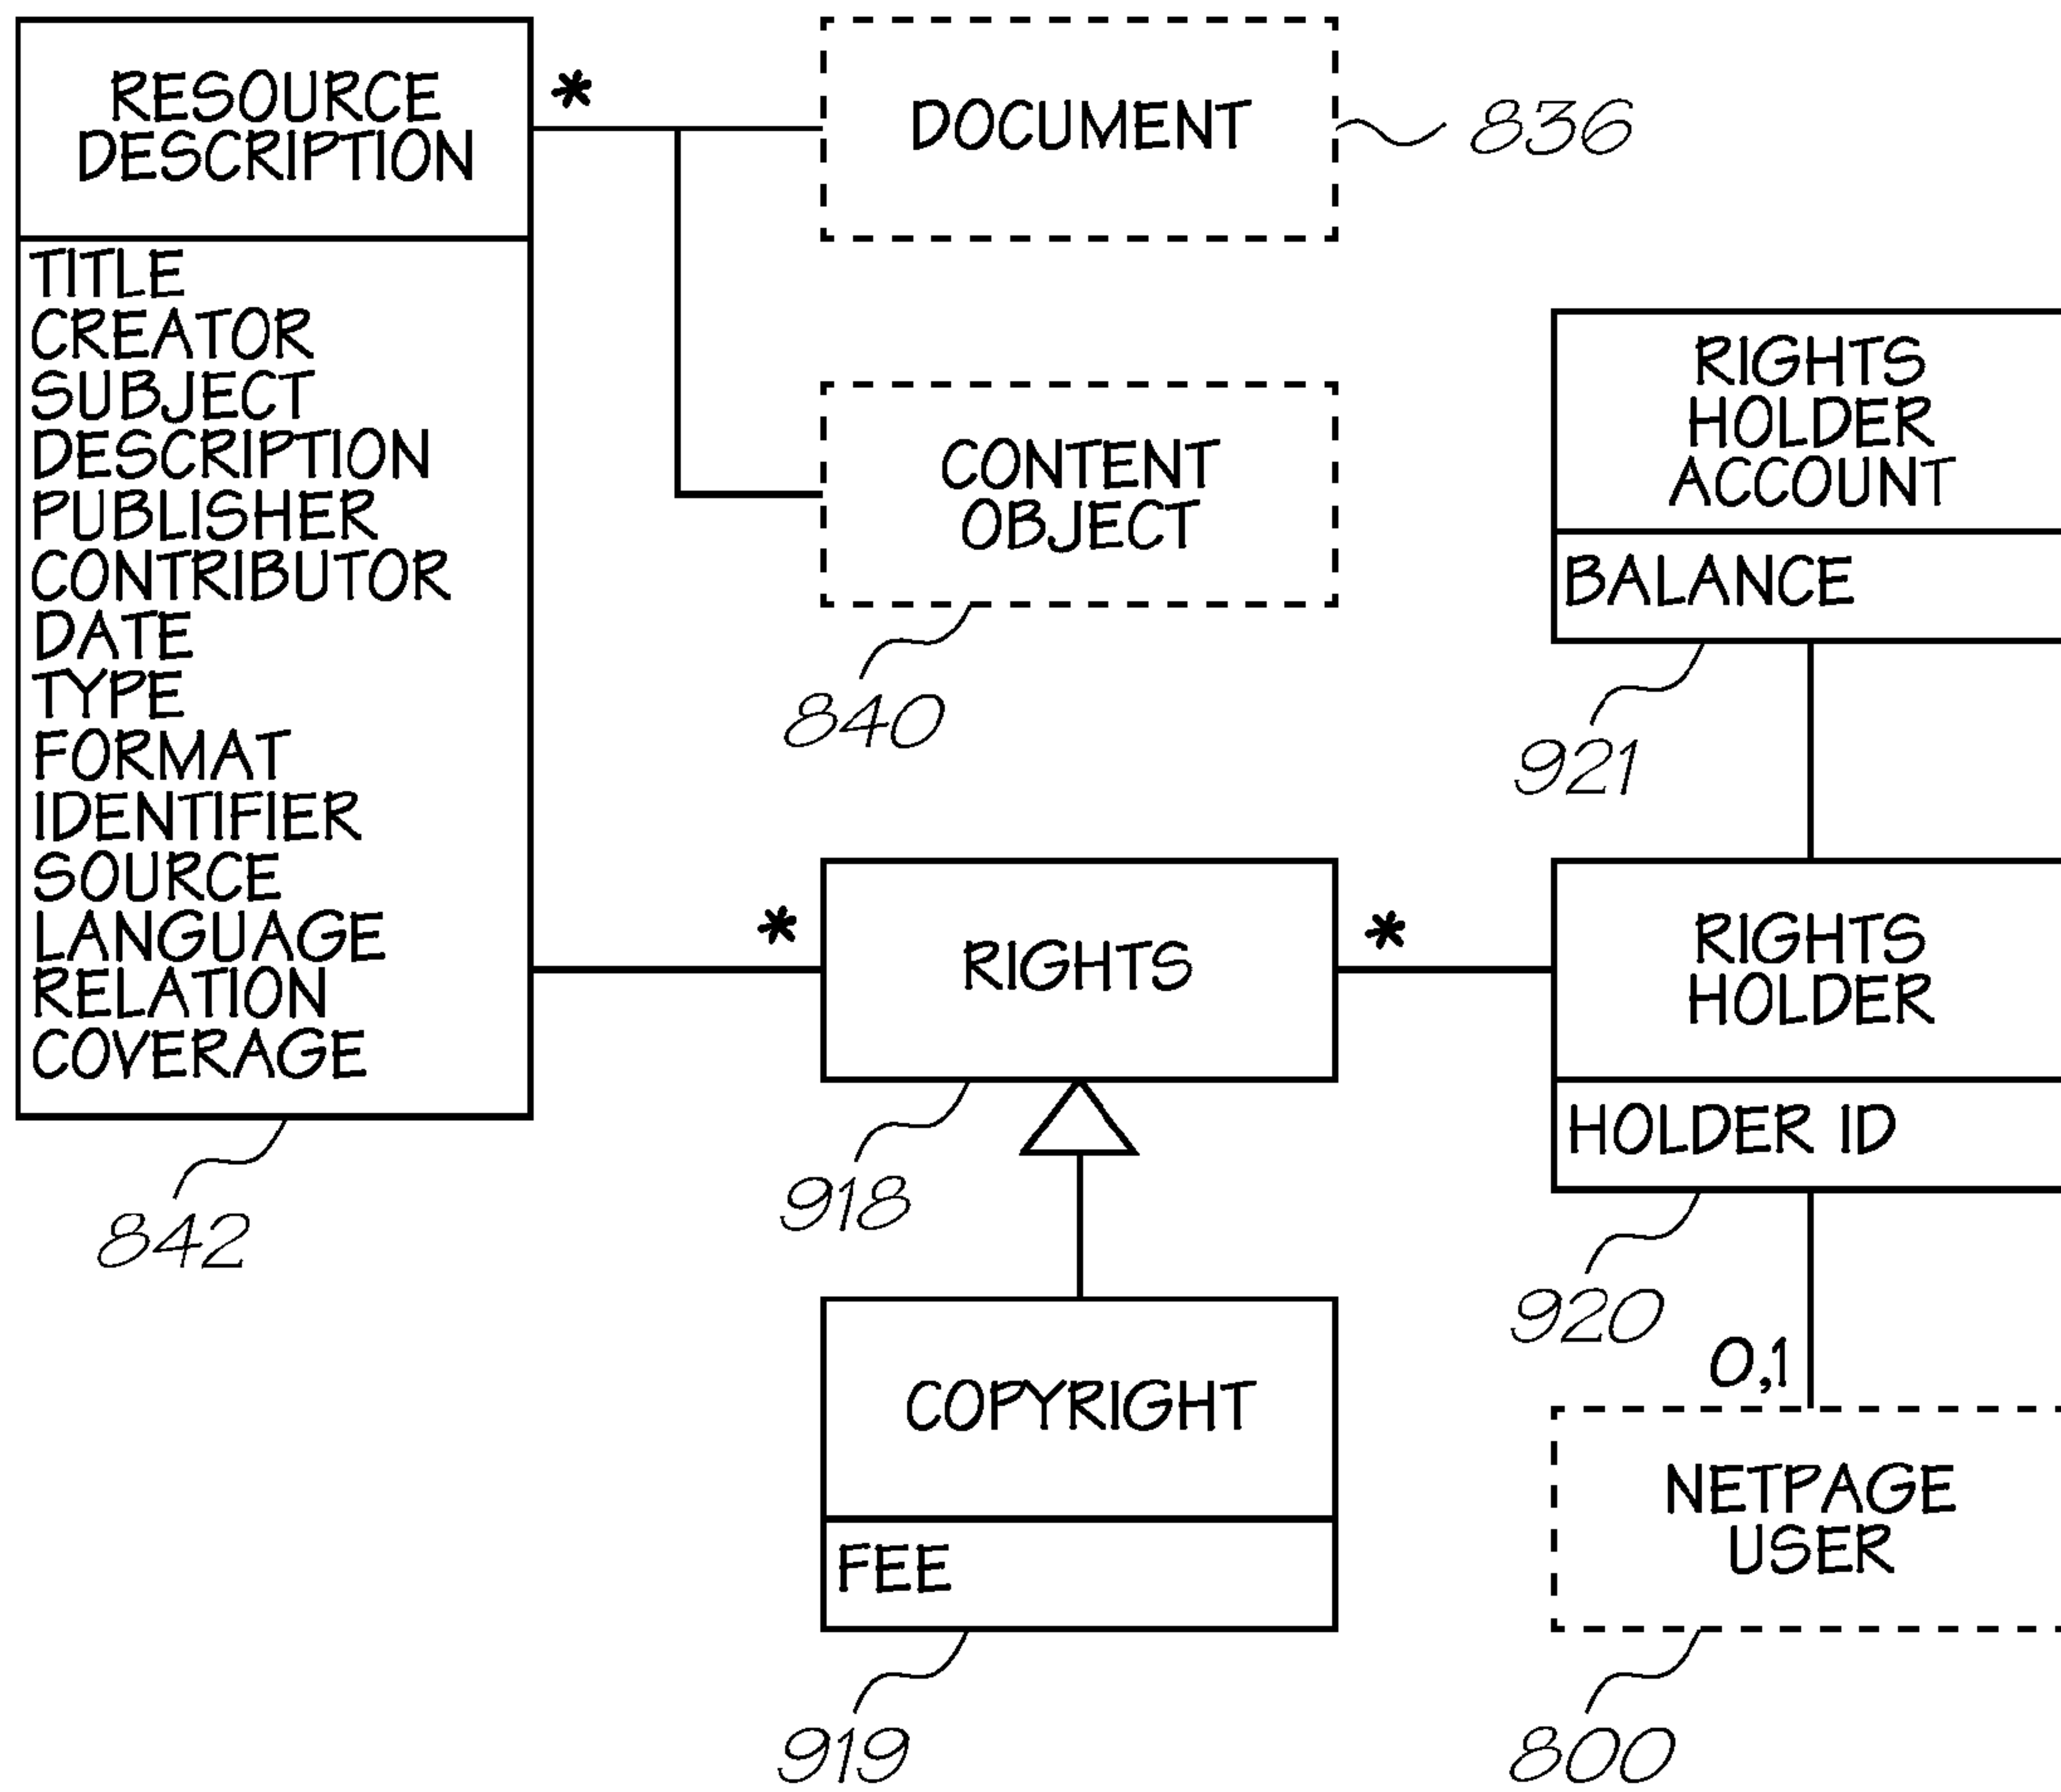 RESOURCE
DESCRIPTION
TITLE
CREATOR
SUBJECT
DESCRIPTION
PUBLISHER
CONTRIBUTOR
DATE
TYPE
FORMAT
IDENTIFIER
SOURCE
LANGUAGE
RELATION
COVERAGE
842
*
DOCUMENT
836
CONTENT
OBJECT
840
RIGHTS
HOLDER
ACCOUNT
BALANCE
921
*
RIGHTS
918
*
RIGHTS
HOLDER
HOLDER ID
920
COPYRIGHT
FEE
919
0,1
NETPAGE
USER
800